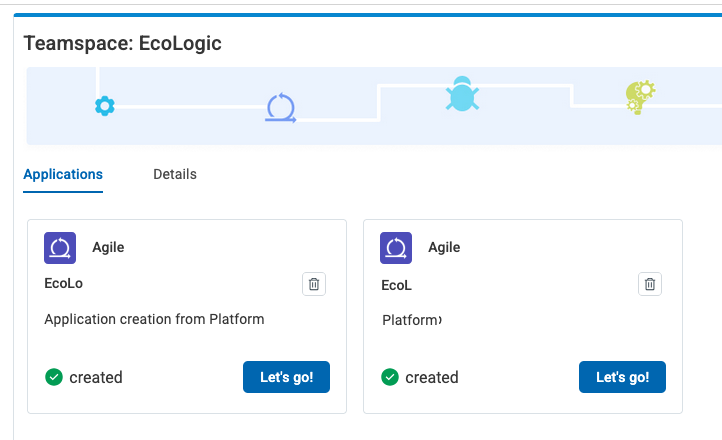 Teamspace: EcoLogic
Applications Details
Agile
EcoLo
Application creation from Platform
created Let's go!
Agile
EcoL
Platform
created Let's go!